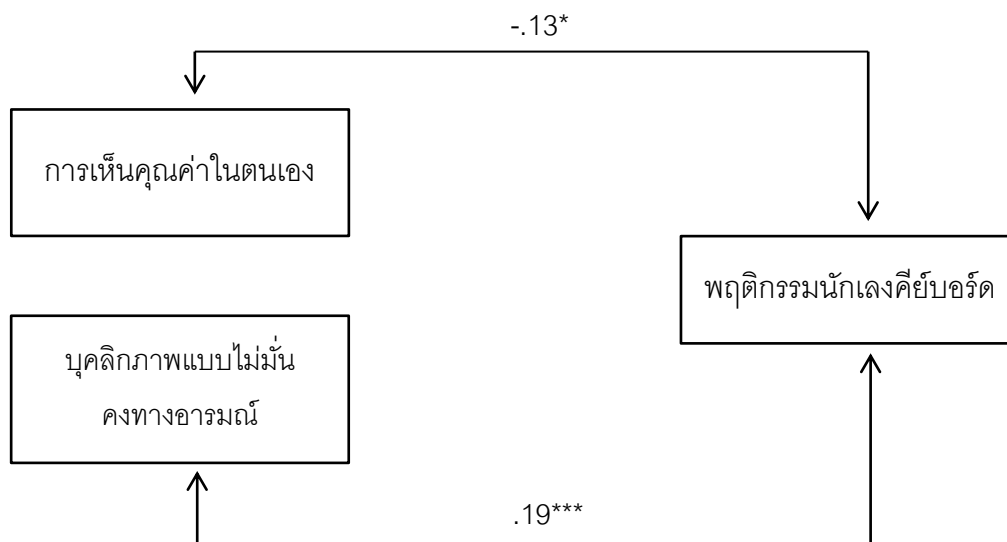 -.13*
การเห็นคุณค่าในตนเอง
พฤติกรรมนักเลงคีย์บอร์ด
บุคลิกภาพแบบไม่มั่น
คงทางอารมณ์
.19***